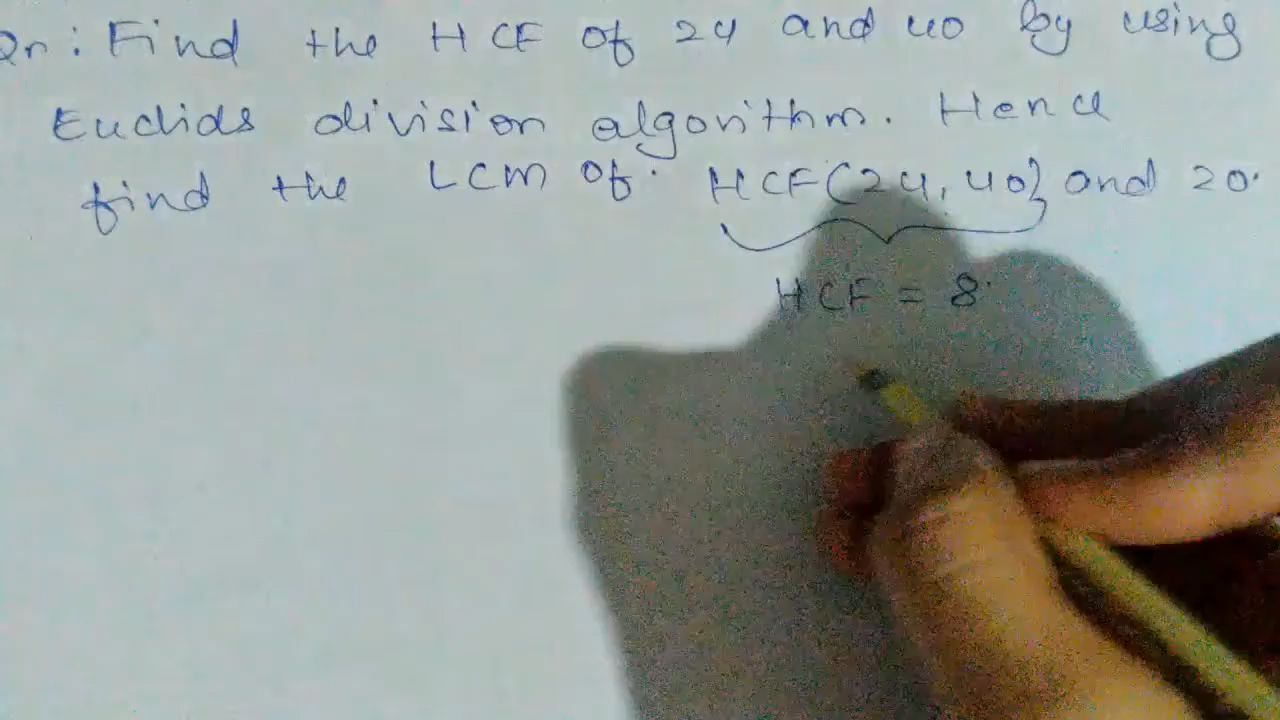 Qn: Find the HCF of 24 and 40 by using
Euclids division algorithm. Hence
find the LCM of. HCF(24, 40} and 20.
HCF = 8.